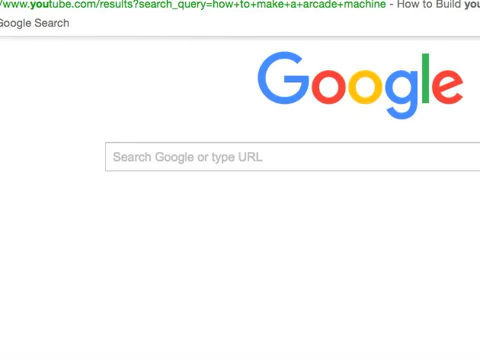 /www.youtube.com/results?search_query=how+to+make+a+arcade+machine - How to Build you
Google Search
Google
Search Google or type URL